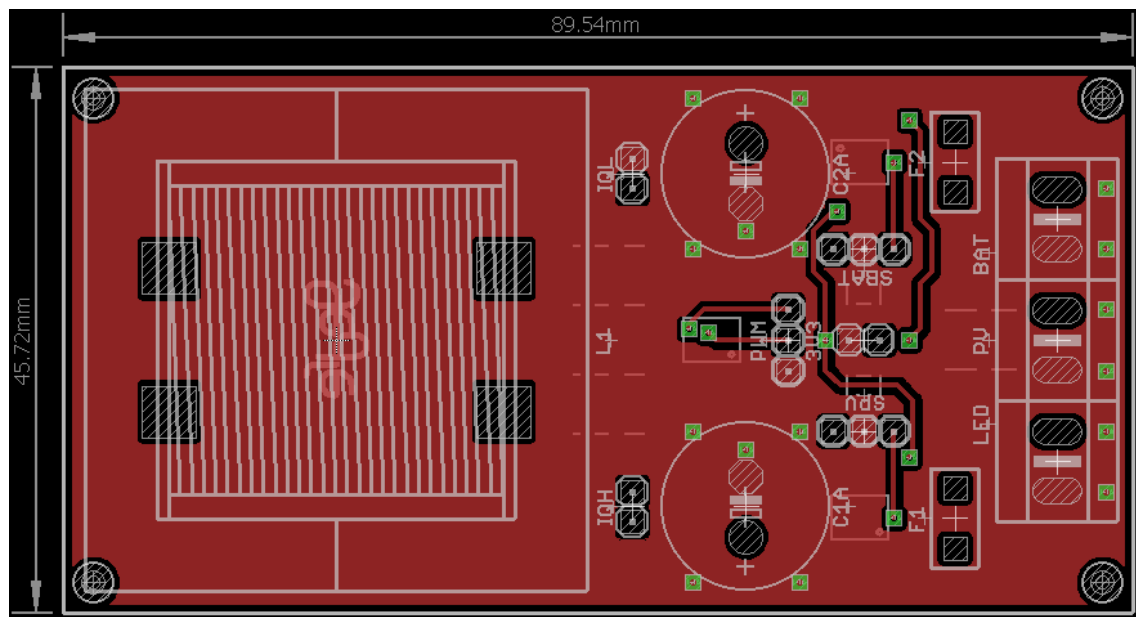 89.54mm
45.72mm
IQL
C2A
F2
BAT
SBAT
L1
PWM
3V3
PV
SPV
LED
IQH
C1A
F1